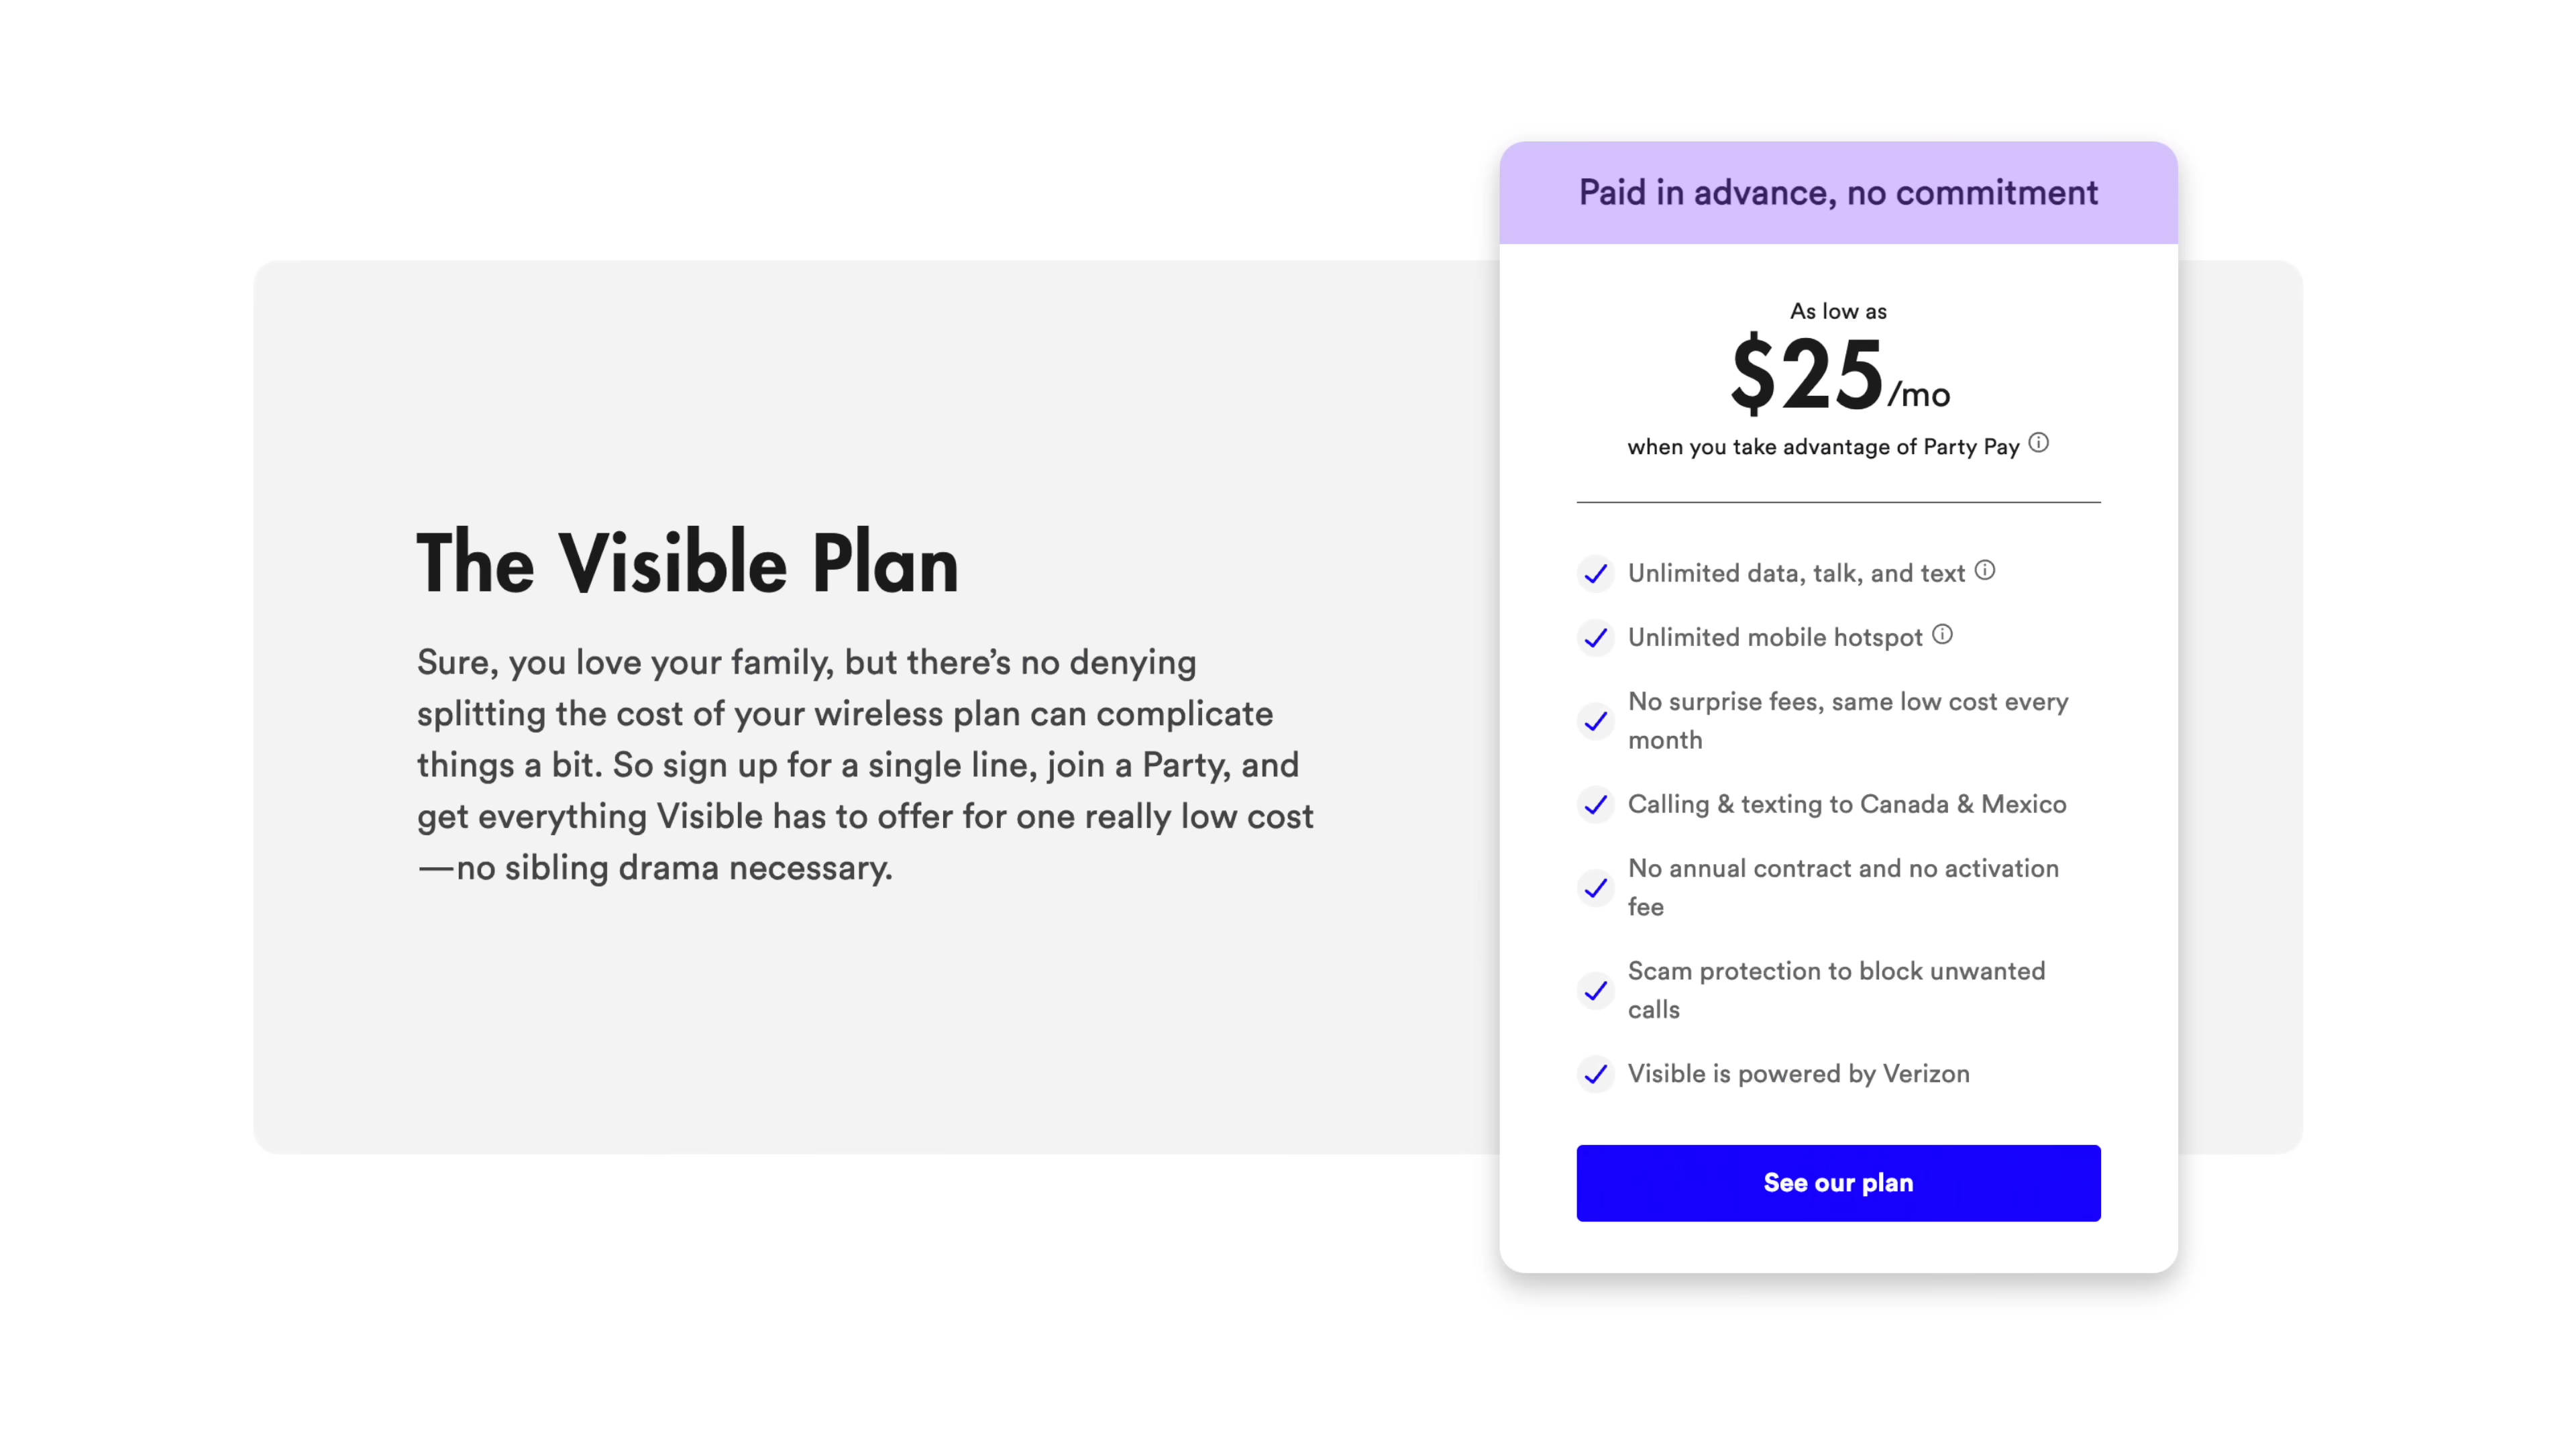 The Visible Plan
Sure, you love your family, but there’s no denying
splitting the cost of your wireless plan can complicate
things a bit. So sign up for a single line, join a Party, and
get everything Visible has to offer for one really low cost
—no sibling drama necessary.
Paid in advance, no commitment
As low as
$25/mo
when you take advantage of Party Pay
Unlimited data, talk, and text
Unlimited mobile hotspot
No surprise fees, same low cost every
month
Calling & texting to Canada & Mexico
No annual contract and no activation
fee
Scam protection to block unwanted
calls
Visible is powered by Verizon
See our plan